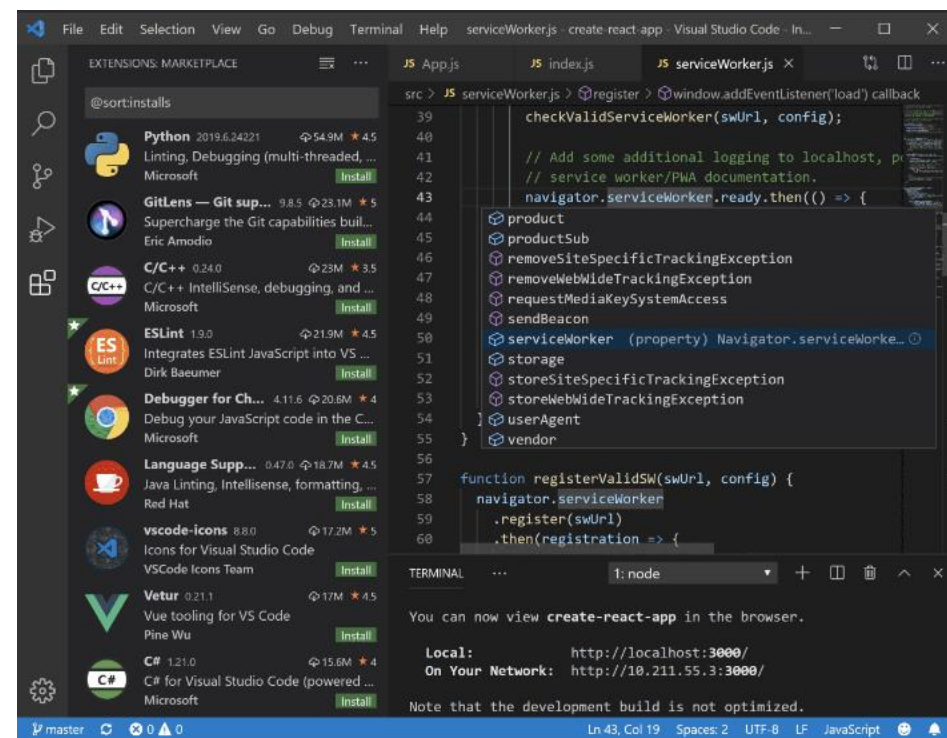 File Edit Selection View Go Debug Terminal Help serviceWorker.js - create-react-app - Visual Studio Code - In...
EXTENSIONS: MARKETPLACE
@sort:installs
Python 2019.6.24221 54.9M ★ 4.5
Linting, Debugging (multi-threaded, ...
Microsoft Install
GitLens — Git sup... 9.8.5 23.1M ★ 5
Supercharge the Git capabilities buil...
Eric Amodio Install
C/C++
C/C++ 0.24.0 23M ★ 3.5
C/C++ IntelliSense, debugging, and ...
Microsoft Install
ES
Lint
ESLint 1.9.0 21.9M ★ 4.5
Integrates ESLint JavaScript into VS ...
Dirk Baeumer Install
Debugger for Ch... 4.11.6 20.6M ★ 4
Debug your JavaScript code in the C...
Microsoft Install
Language Supp... 0.47.0 18.7M ★ 4.5
Java Linting, Intellisense, formatting, ...
Red Hat Install
vscode-icons 8.8.0 17.2M ★ 5
Icons for Visual Studio Code
VSCode Icons Team Install
Vetur 0.21.1 17M ★ 4.5
Vue tooling for VS Code
Pine Wu Install
C#
C# 1.21.0 15.6M ★ 4
C# for Visual Studio Code (powered ...
Microsoft Install
JS App.js JS index.js JS serviceWorker.js ×
src > JS serviceWorker.js > register > window.addEventListener('load') callback
39 checkValidServiceWorker(swUrl, config);
40
41 // Add some additional logging to localhost, p
42 // service worker/PWA documentation.
43 navigator.serviceWorker.ready.then(() => {
44 product
45 productSub
46 removeSiteSpecificTrackingException
47 removeWebWideTrackingException
48 requestMediaKeySystemAccess
49 sendBeacon
50 serviceWorker (property) Navigator.serviceWorke...
51 storage
52 storeSiteSpecificTrackingException
53 storeWebWideTrackingException
54 } userAgent
55 } vendor
56
57 function registerValidSW(swUrl, config) {
58 navigator.serviceWorker
59 .register(swUrl)
60 .then(registration => {
TERMINAL ... 1: node
You can now view create-react-app in the browser.
Local: http://localhost:3000/
On Your Network: http://10.211.55.3:3000/
Note that the development build is not optimized.
master 0 0 Ln 43, Col 19 Spaces: 2 UTF-8 LF JavaScript